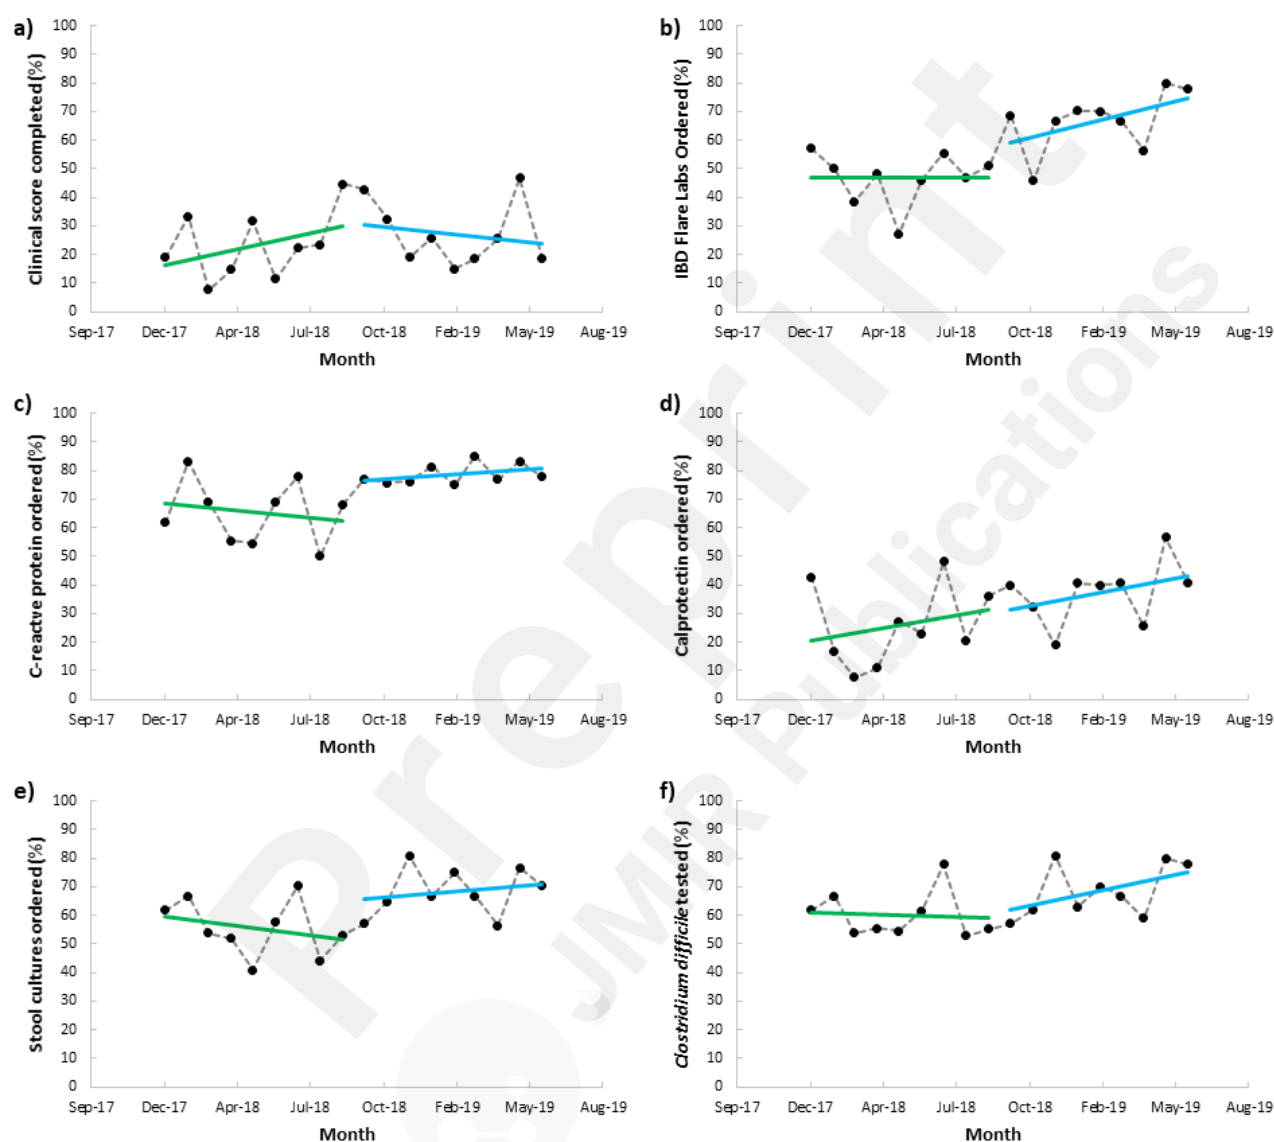 a)
Clinical score completed (%)
100
90
80
70
60
50
40
30
20
10
0
Sep-17 Dec-17 Apr-18 Jul-18 Oct-18 Feb-19 May-19 Aug-19
Month
b)
IBD Flare Labs Ordered (%)
100
90
80
70
60
50
40
30
20
10
0
Sep-17 Dec-17 Apr-18 Jul-18 Oct-18 Feb-19 May-19 Aug-19
Month
c)
C-reactve protein ordered (%)
100
90
80
70
60
50
40
30
20
10
0
Sep-17 Dec-17 Apr-18 Jul-18 Oct-18 Feb-19 May-19 Aug-19
Month
d)
Calprotectin ordered (%)
100
90
80
70
60
50
40
30
20
10
0
Sep-17 Dec-17 Apr-18 Jul-18 Oct-18 Feb-19 May-19 Aug-19
Month
e)
Stool cultures ordered (%)
100
90
80
70
60
50
40
30
20
10
0
Sep-17 Dec-17 Apr-18 Jul-18 Oct-18 Feb-19 May-19 Aug-19
Month
f)
Clostridium difficile tested (%)
100
90
80
70
60
50
40
30
20
10
0
Sep-17 Dec-17 Apr-18 Jul-18 Oct-18 Feb-19 May-19 Aug-19
Month
Preprint
JMIR Publications